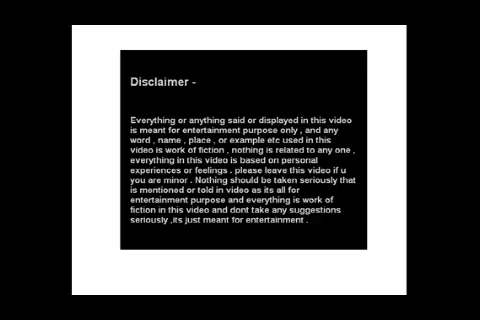 Disclaimer -
Everything or anything said or displayed in this video
is meant for entertainment purpose only , and any
word , name , place , or example etc used in this
video is work of fiction , nothing is related to any one ,
everything in this video is based on personal
experiences or feelings . please leave this video if u
you are minor . Nothing should be taken seriously that
is mentioned or told in video as its all for
entertainment purpose and everything is work of
fiction in this video and dont take any suggestions
seriously ,its just meant for entertainment .